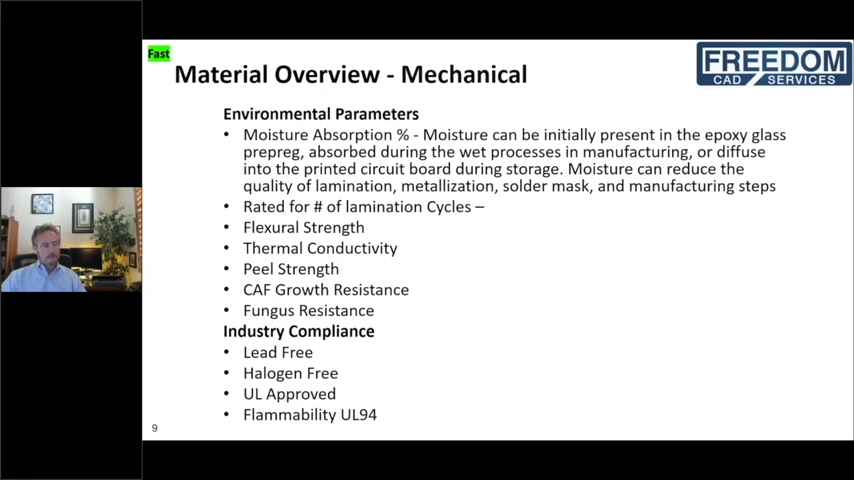 Fast
FREEDOM
CAD SERVICES
Material Overview - Mechanical
Environmental Parameters
• Moisture Absorption % - Moisture can be initially present in the epoxy glass
prepreg, absorbed during the wet processes in manufacturing, or diffuse
into the printed circuit board during storage. Moisture can reduce the
quality of lamination, metallization, solder mask, and manufacturing steps
• Rated for # of lamination Cycles –
• Flexural Strength
• Thermal Conductivity
• Peel Strength
• CAF Growth Resistance
• Fungus Resistance
Industry Compliance
• Lead Free
• Halogen Free
• UL Approved
• Flammability UL94
9